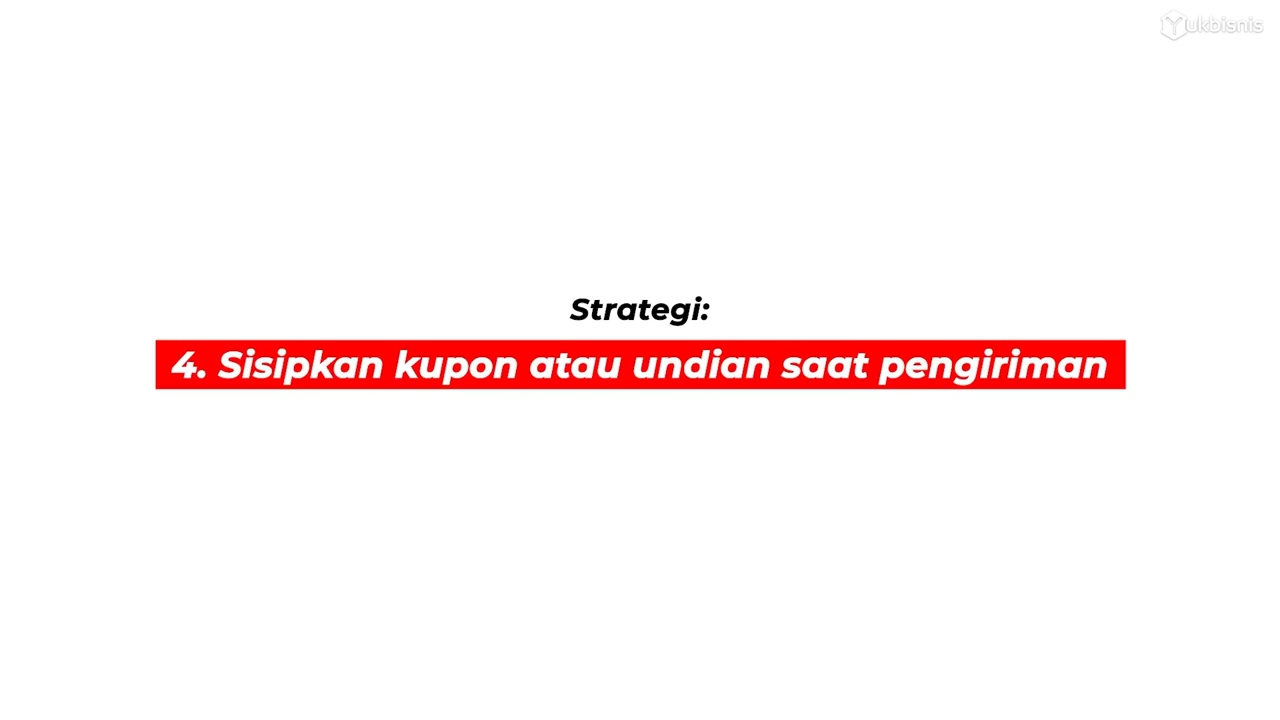 Yukbisnis
Strategi:
4. Sisipkan kupon atau undian saat pengiriman